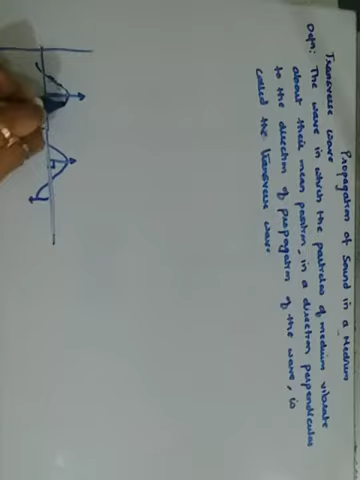 Propagation of Sound in a Medium
Transverse wave
Defn: The wave in which the particles of medium vibrate
about their mean position, in a direction perpendicular
to the direction of propagation of the wave, is
called the transverse wave